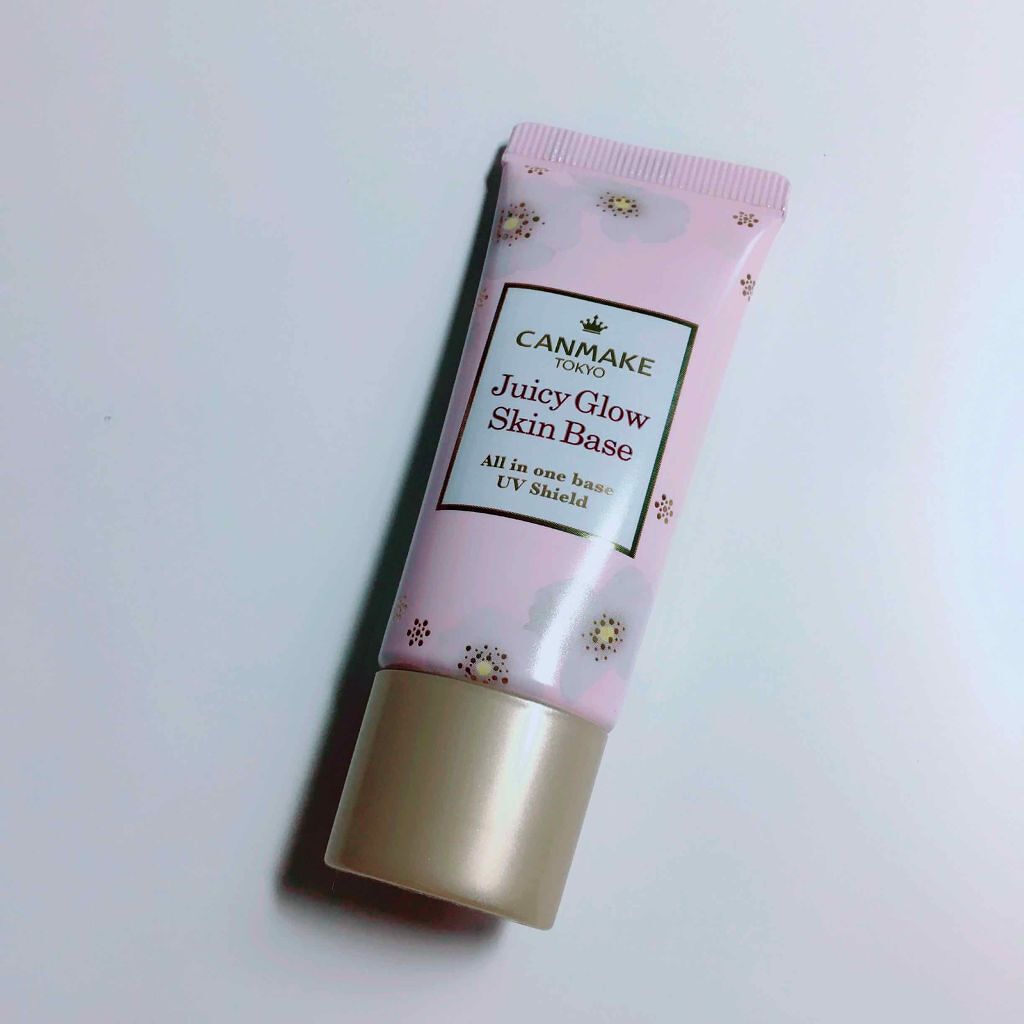 CANMAKE
TOKYO
Juicy Glow
Skin Base
All in one base
UV Shield